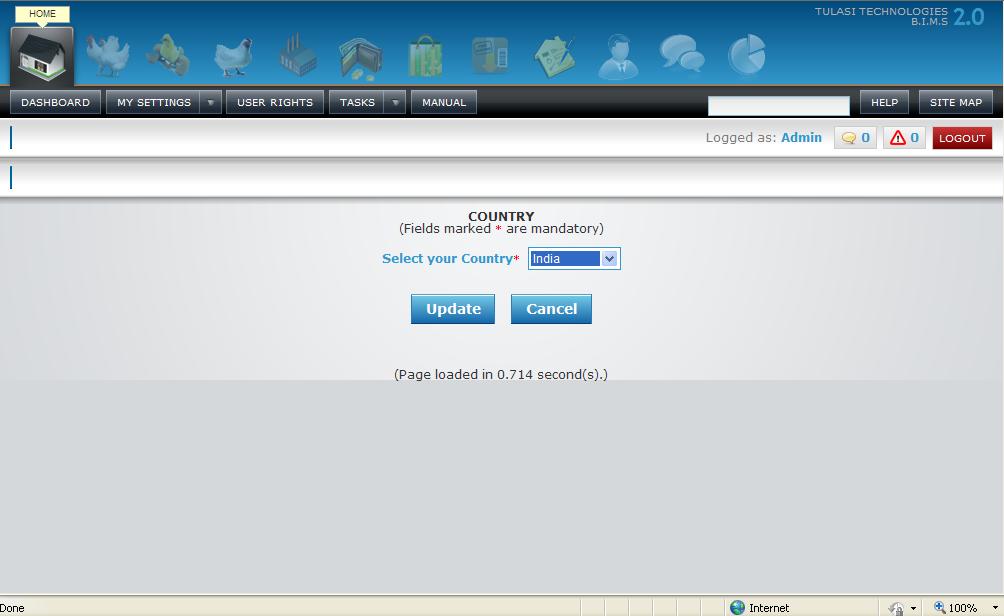 HOME
TULASI TECHNOLOGIES
B.I.M.S 2.0
DASHBOARD MY SETTINGS USER RIGHTS TASKS MANUAL HELP SITE MAP
Logged as: Admin 0 0 LOGOUT
COUNTRY
(Fields marked * are mandatory)
Select your Country* India
Update Cancel
(Page loaded in 0.714 second(s).)
Done Internet 100%